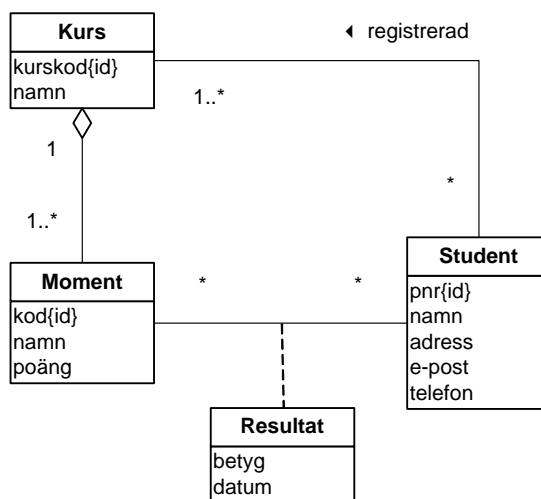 Kurs
kurskod{id}
namn
registrerad
1..*
1
*
1..*
Moment
kod{id}
namn
poäng
*
*
Student
pnr{id}
namn
adress
e-post
telefon
Resultat
betyg
datum